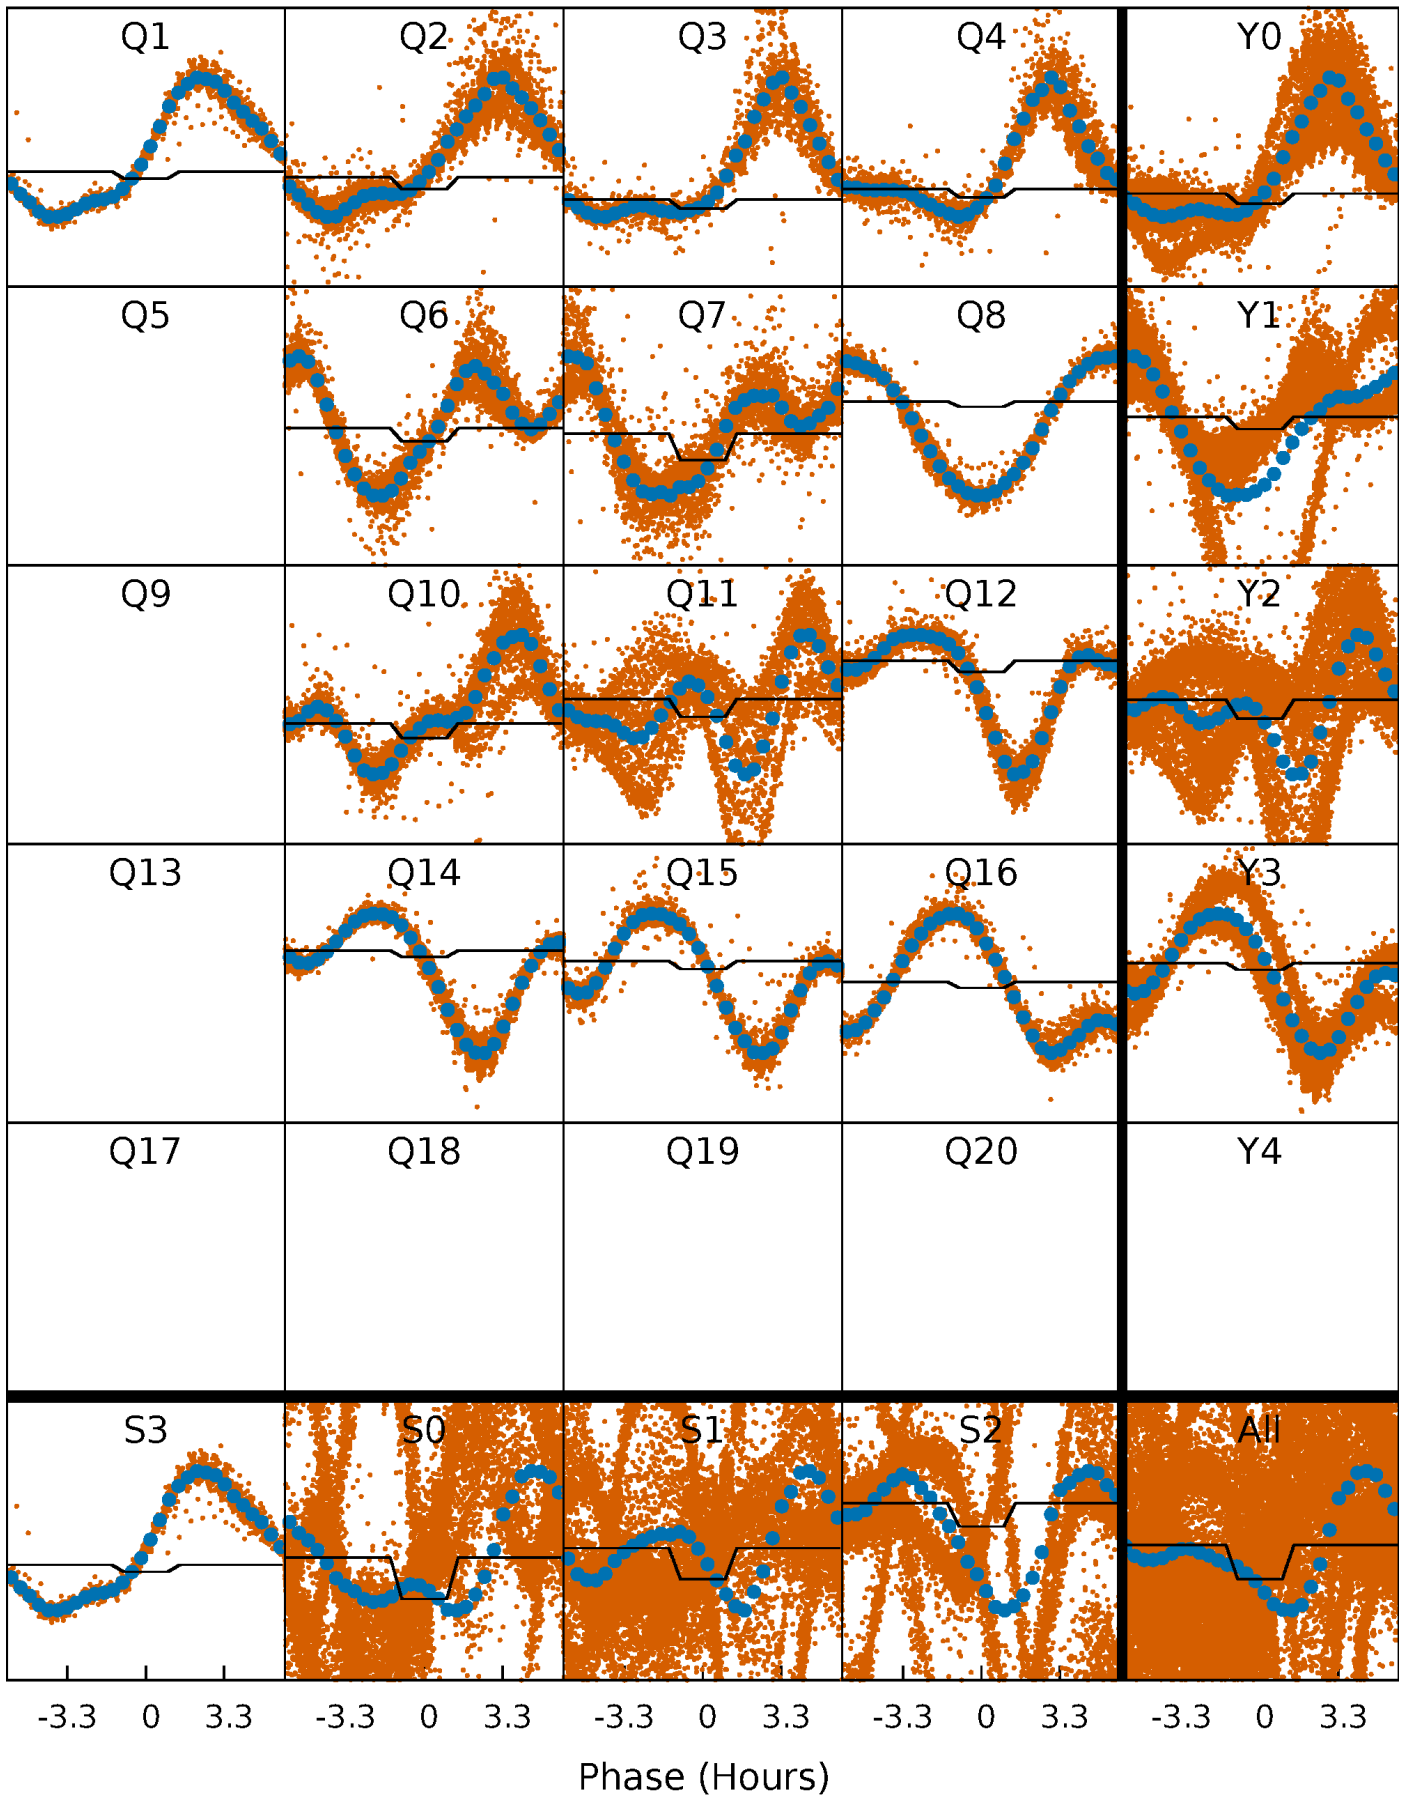 Q1 Q2 Q3 Q4 Y0
Q5 Q6 Q7 Q8 Y1
Q9 Q10 Q11 Q12 Y2
Q13 Q14 Q15 Q16 Y3
Q17 Q18 Q19 Q20 Y4
S3 S0 S1 S2 All
-3.3 0 3.3 -3.3 0 3.3 -3.3 0 3.3 -3.3 0 3.3 -3.3 0 3.3
Phase (Hours)